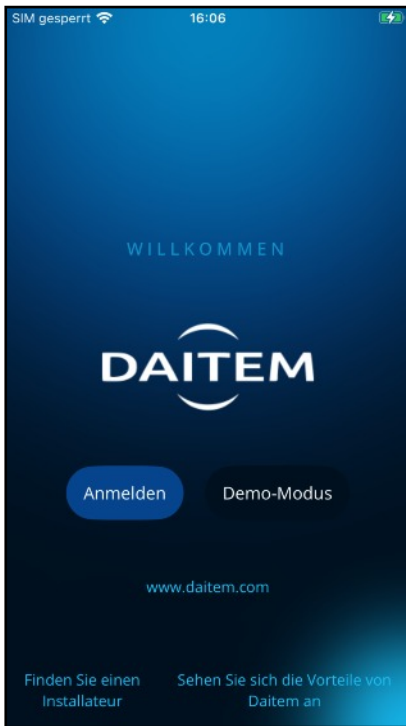 SIM gesperrt 16:06
WILLKOMMEN
DAITEM
Anmelden Demo-Modus
www.daitem.com
Finden Sie einen Sehen Sie sich die Vorteile von
Installateur Daitem an